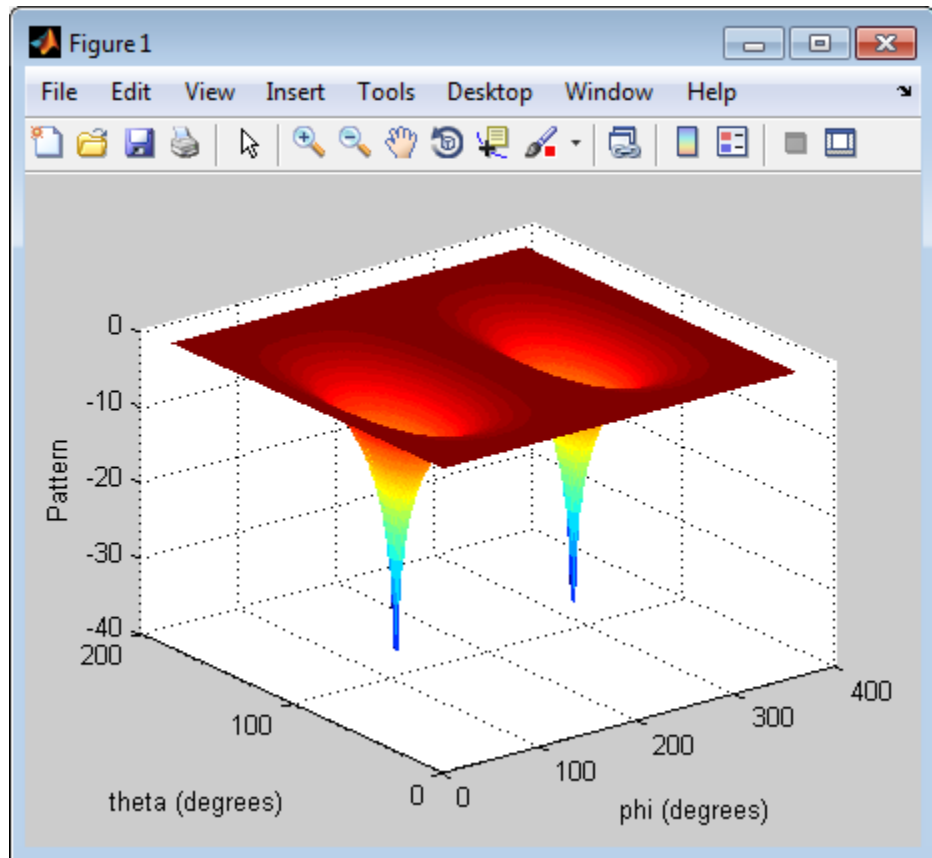 Figure 1
File Edit View Insert Tools Desktop Window Help
0
-10
-20
-30
-40
Pattern
200
100
0
theta (degrees)
0
100
200
300
400
phi (degrees)